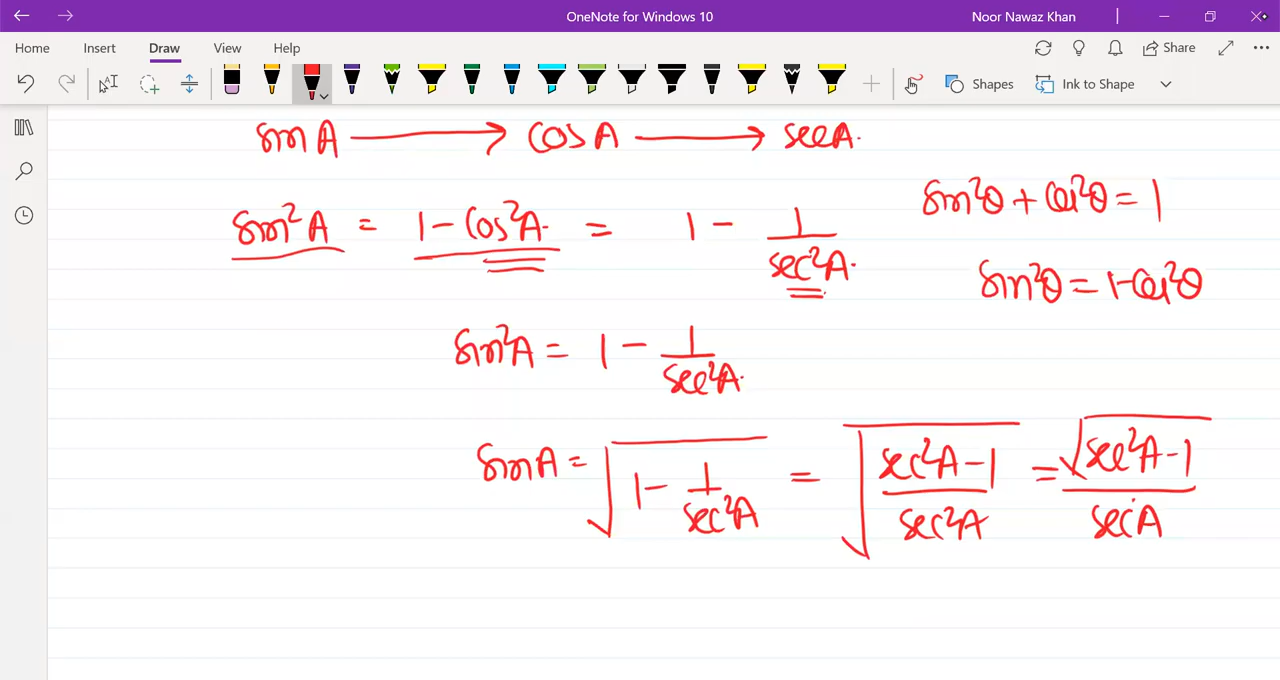 OneNote for Windows 10
Noor Nawaz Khan
Home Insert Draw View Help
Share
Shapes Ink to Shape
sin A → cos A → sec A.
sin²θ + cos²θ = 1
sin²A = 1 - cos²A. = 1 - 1/sec²A.
sin²θ = 1-cos²θ
sin²A = 1 - 1/sec²A.
sin A = √(1 - 1/sec²A) = √((sec²A - 1)/sec²A) = √(sec²A - 1)/sec A